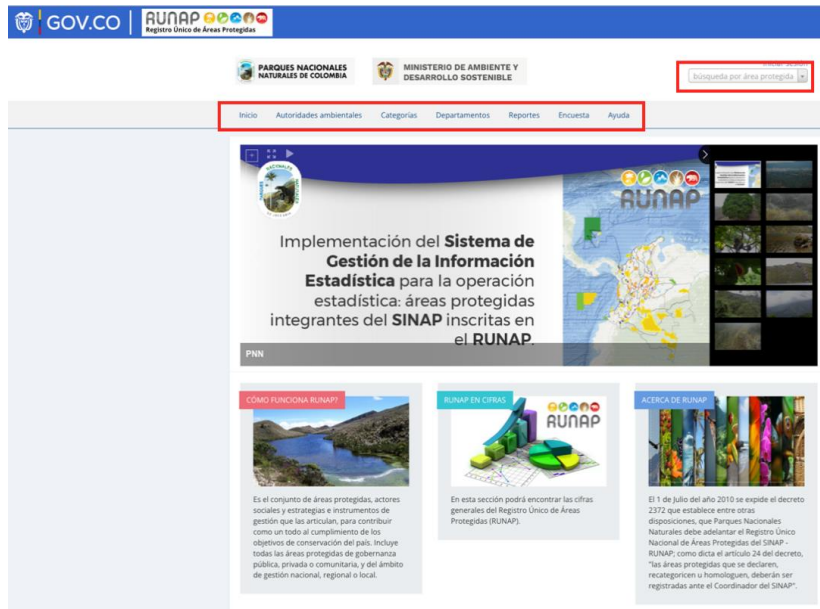 GOV.CO
RUNAP
Registro Único de Áreas Protegidas
PARQUES NACIONALES
NATURALES DE COLOMBIA
MINISTERIO DE AMBIENTE Y
DESARROLLO SOSTENIBLE
búsqueda por área protegida
Inicio Autoridades ambientales Categorías Departamentos Reportes Encuesta Ayuda
RUNAP
Implementación del Sistema de
Gestión de la Información
Estadística para la operación
estadística: áreas protegidas
integrantes del SINAP inscritas en
el RUNAP.
PNN
CÓMO FUNCIONA RUNAP?
Es el conjunto de áreas protegidas, actores
sociales y estrategias e instrumentos de
gestión que las articulan, para contribuir
como un todo al cumplimiento de los
objetivos de conservación del país. Incluye
todas las áreas protegidas de gobernanza
pública, privada o comunitaria, y del ámbito
de gestión nacional, regional o local.
RUNAP EN CIFRAS
RUNAP
En esta sección podrá encontrar las cifras
generales del Registro Único de Áreas
Protegidas (RUNAP).
ACERCA DE RUNAP
El 1 de Julio del año 2010 se expide el decreto
2372 que establece entre otras
disposiciones, que Parques Nacionales
Naturales debe adelantar el Registro Único
Nacional de Áreas Protegidas del SINAP -
RUNAP; como dicta el artículo 24 del decreto,
"las áreas protegidas que se declaren,
recategoricen u homologuen, deberán ser
registradas ante el Coordinador del SINAP".